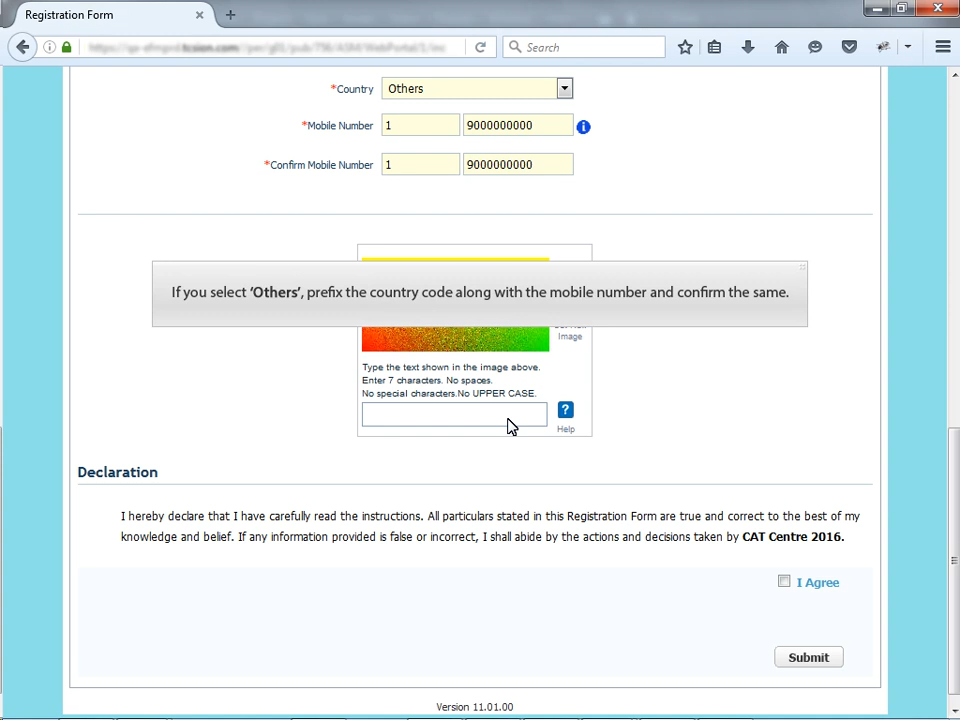 Registration Form
Search
*Country Others
*Mobile Number 1 9000000000
*Confirm Mobile Number 1 9000000000
If you select ‘Others’, prefix the country code along with the mobile number and confirm the same.
Image
Type the text shown in the image above.
Enter 7 characters. No spaces.
No special characters.No UPPER CASE.
?
Help
Declaration
I hereby declare that I have carefully read the instructions. All particulars stated in this Registration Form are true and correct to the best of my
knowledge and belief. If any information provided is false or incorrect, I shall abide by the actions and decisions taken by CAT Centre 2016.
I Agree
Submit
Version 11.01.00